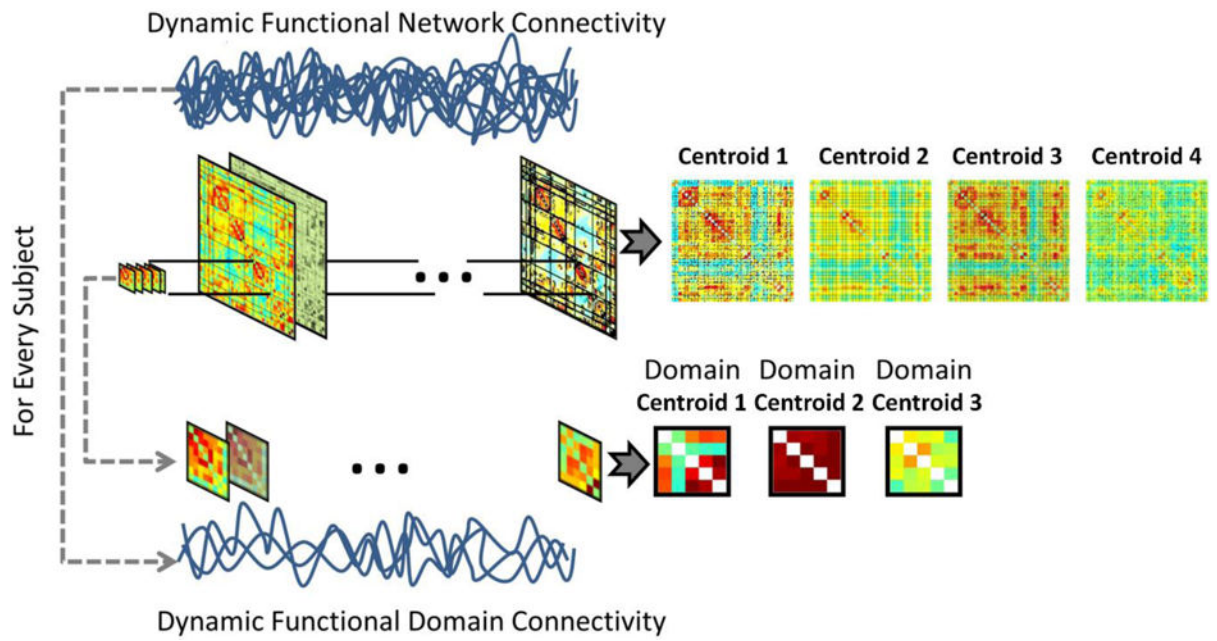 Dynamic Functional Network Connectivity
Centroid 1 Centroid 2 Centroid 3 Centroid 4
For Every Subject
Domain Domain Domain
Centroid 1 Centroid 2 Centroid 3
Dynamic Functional Domain Connectivity